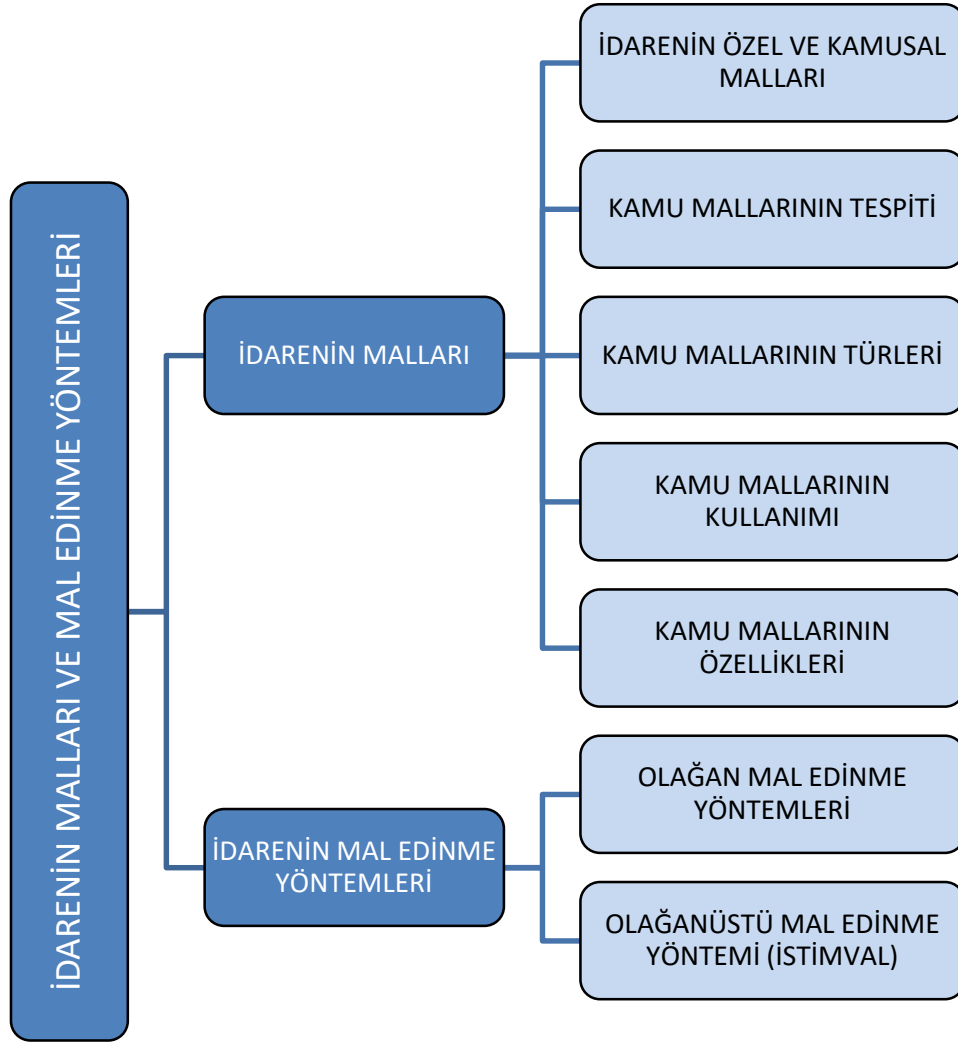 İDARENİN MALLARI VE MAL EDİNME YÖNTEMLERİ
İDARENİN MALLARI
İDARENİN ÖZEL VE KAMUSAL
MALLARI
KAMU MALLARININ TESPİTİ
KAMU MALLARININ TÜRLERİ
KAMU MALLARININ
KULLANIMI
KAMU MALLARININ
ÖZELLİKLERİ
İDARENİN MAL EDİNME
YÖNTEMLERİ
OLAĞAN MAL EDİNME
YÖNTEMLERİ
OLAĞANÜSTÜ MAL EDİNME
YÖNTEMİ (İSTİMVAL)